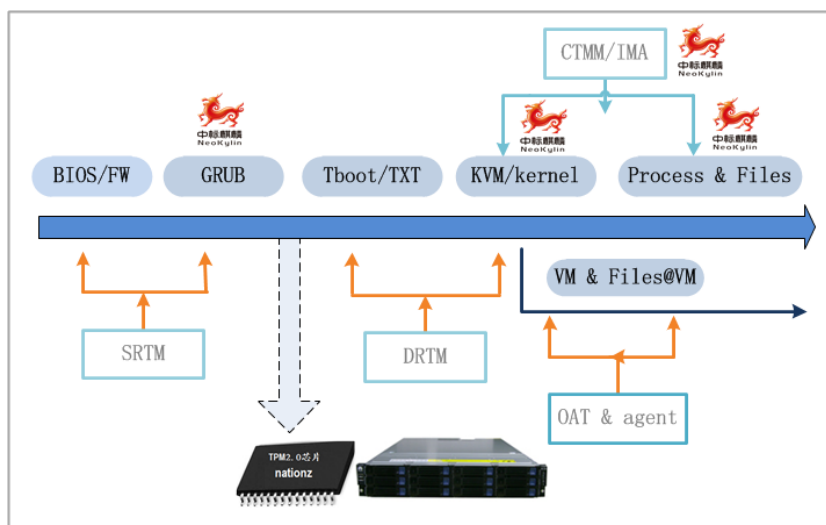 CTMM/IMA
中标麒麟
NeoKylin
中标麒麟
NeoKylin
中标麒麟
NeoKylin
中标麒麟
NeoKylin
BIOS/FW
GRUB
Tboot/TXT
KVM/kernel
Process & Files
VM & Files@VM
SRTM
DRTM
OAT & agent
TPM2.0芯片
nationz